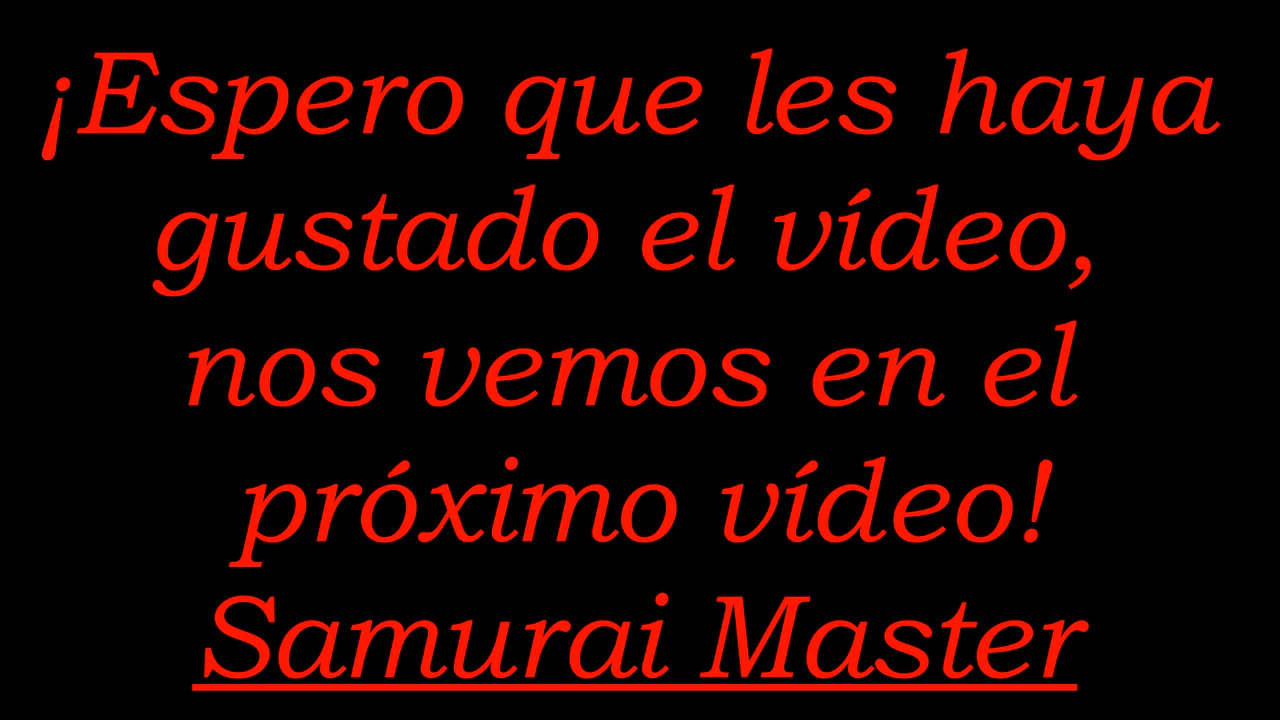 ¡Espero que les haya
gustado el vídeo,
nos vemos en el
próximo vídeo!
Samurai Master